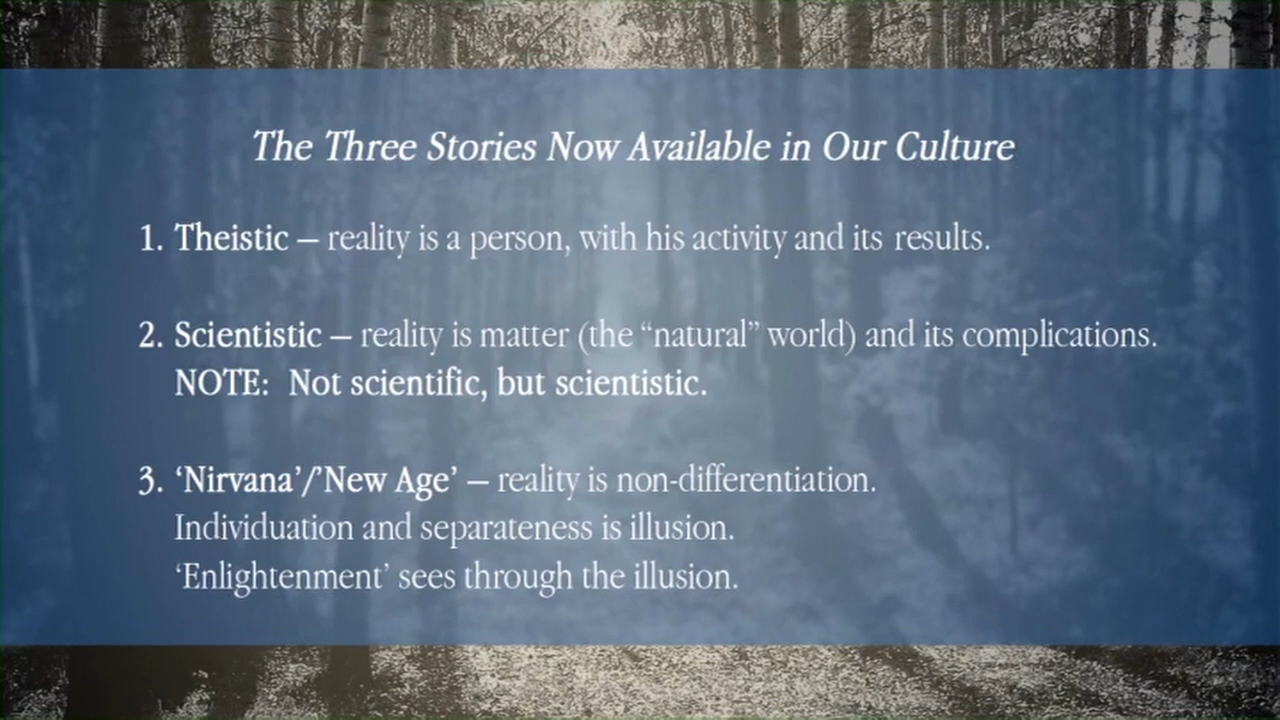 The Three Stories Now Available in Our Culture
1. Theistic – reality is a person, with his activity and its results.
2. Scientistic – reality is matter (the “natural” world) and its complications.
NOTE: Not scientific, but scientistic.
3. ‘Nirvana’/’New Age’ – reality is non-differentiation.
Individuation and separateness is illusion.
‘Enlightenment’ sees through the illusion.